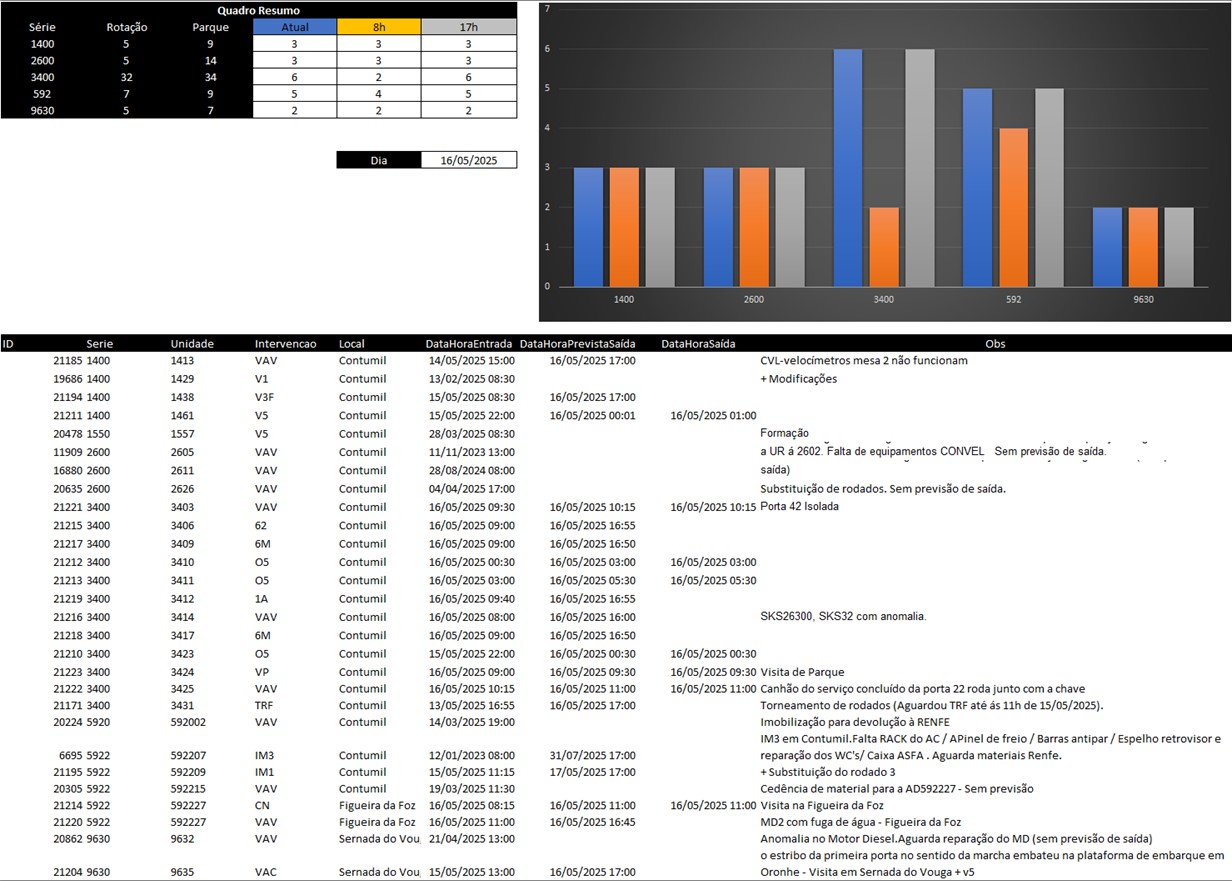 Quadro Resumo
Série Rotação Parque Atual 8h 17h
1400 5 9 3 3 3
2600 5 14 3 3 3
3400 32 34 6 2 6
592 7 9 5 4 5
9630 5 7 2 2 2
Dia 16/05/2025
7
6
5
4
3
2
1
0
1400 2600 3400 592 9630
ID Serie Unidade Intervencao Local DataHoraEntrada DataHoraPrevistaSaída DataHoraSaída Obs
21185 1400 1413 VAV Contumil 14/05/2025 15:00 16/05/2025 17:00 CVL-velocímetros mesa 2 não funcionam
19686 1400 1429 V1 Contumil 13/02/2025 08:30 + Modificações
21194 1400 1438 V3F Contumil 15/05/2025 08:30 16/05/2025 17:00
21211 1400 1461 V5 Contumil 15/05/2025 22:00 16/05/2025 00:01 16/05/2025 01:00
20478 1550 1557 V5 Contumil 28/03/2025 08:30 Formação
11909 2600 2605 VAV Contumil 11/11/2023 13:00 a UR á 2602. Falta de equipamentos CONVEL Sem previsão de saída.
16880 2600 2611 VAV Contumil 28/08/2024 08:00 saída)
20635 2600 2626 VAV Contumil 04/04/2025 17:00 Substituição de rodados. Sem previsão de saída.
21221 3400 3403 VAV Contumil 16/05/2025 09:30 16/05/2025 10:15 16/05/2025 10:15 Porta 42 Isolada
21215 3400 3406 62 Contumil 16/05/2025 09:00 16/05/2025 16:55
21217 3400 3409 6M Contumil 16/05/2025 09:00 16/05/2025 16:50
21212 3400 3410 O5 Contumil 16/05/2025 00:30 16/05/2025 03:00 16/05/2025 03:00
21213 3400 3411 O5 Contumil 16/05/2025 03:00 16/05/2025 05:30 16/05/2025 05:30
21219 3400 3412 1A Contumil 16/05/2025 09:40 16/05/2025 16:55
21216 3400 3414 VAV Contumil 16/05/2025 08:00 16/05/2025 16:00 SKS26300, SKS32 com anomalia.
21218 3400 3417 6M Contumil 16/05/2025 09:00 16/05/2025 16:50
21210 3400 3423 O5 Contumil 15/05/2025 22:00 16/05/2025 00:30 16/05/2025 00:30
21223 3400 3424 VP Contumil 16/05/2025 09:00 16/05/2025 09:30 16/05/2025 09:30 Visita de Parque
21222 3400 3425 VAV Contumil 16/05/2025 10:15 16/05/2025 11:00 16/05/2025 11:00 Canhão do serviço concluído da porta 22 roda junto com a chave
21171 3400 3431 TRF Contumil 13/05/2025 16:55 16/05/2025 17:00 Torneamento de rodados (Aguardou TRF até ás 11h de 15/05/2025).
20224 5920 592002 VAV Contumil 14/03/2025 19:00 Imobilização para devolução à RENFE
IM3 em Contumil.Falta RACK do AC / APinel de freio / Barras antipar / Espelho retrovisor e
6695 5922 592207 IM3 Contumil 12/01/2023 08:00 31/07/2025 17:00 reparação dos WC's/ Caixa ASFA . Aguarda materiais Renfe.
21195 5922 592209 IM1 Contumil 15/05/2025 11:15 17/05/2025 17:00 + Substituição do rodado 3
20305 5922 592215 VAV Contumil 19/03/2025 11:30 Cedência de material para a AD592227 - Sem previsão
21214 5922 592227 CN Figueira da Foz 16/05/2025 08:15 16/05/2025 11:00 16/05/2025 11:00 Visita na Figueira da Foz
21220 5922 592227 VAV Figueira da Foz 16/05/2025 11:00 16/05/2025 16:45 MD2 com fuga de água - Figueira da Foz
20862 9630 9632 VAV Sernada do Vou 21/04/2025 13:00 Anomalia no Motor Diesel.Aguarda reparação do MD (sem previsão de saída)
o estribo da primeira porta no sentido da marcha embateu na plataforma de embarque em
21204 9630 9635 VAC Sernada do Vou 15/05/2025 13:00 16/05/2025 17:00 Oronhe - Visita em Sernada do Vouga + v5